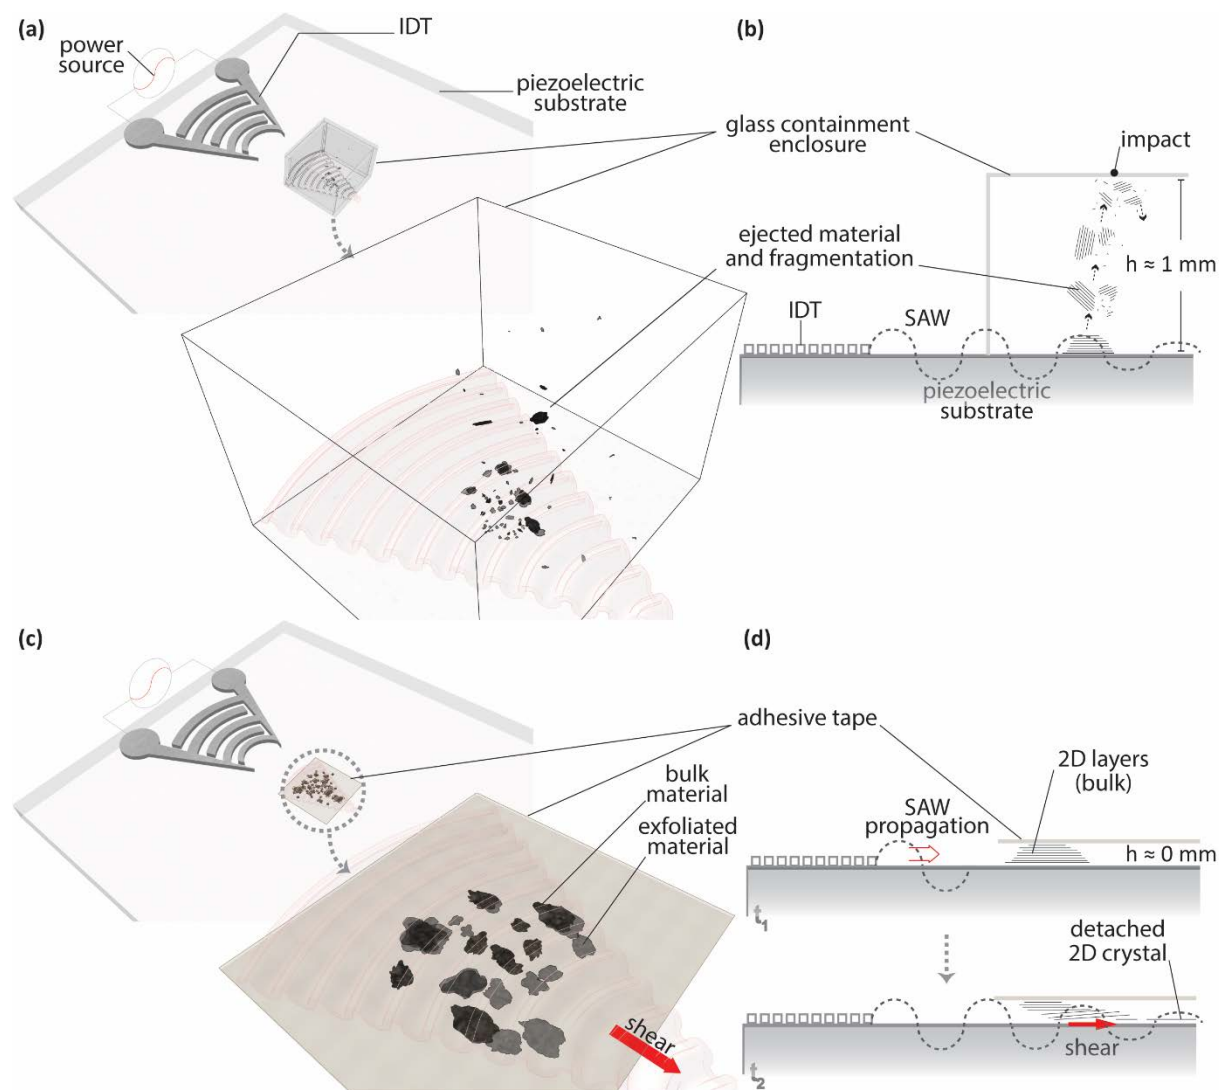 (a)
IDT
power
source
piezoelectric
substrate
(b)
glass containment
enclosure
impact
ejected material
and fragmentation
h ≈ 1 mm
IDT
SAW
piezoelectric
substrate
(c)
adhesive tape
bulk
material
exfoliated
material
shear
(d)
2D layers
(bulk)
SAW
propagation
h ≈ 0 mm
t1
detached
2D crystal
shear
t2